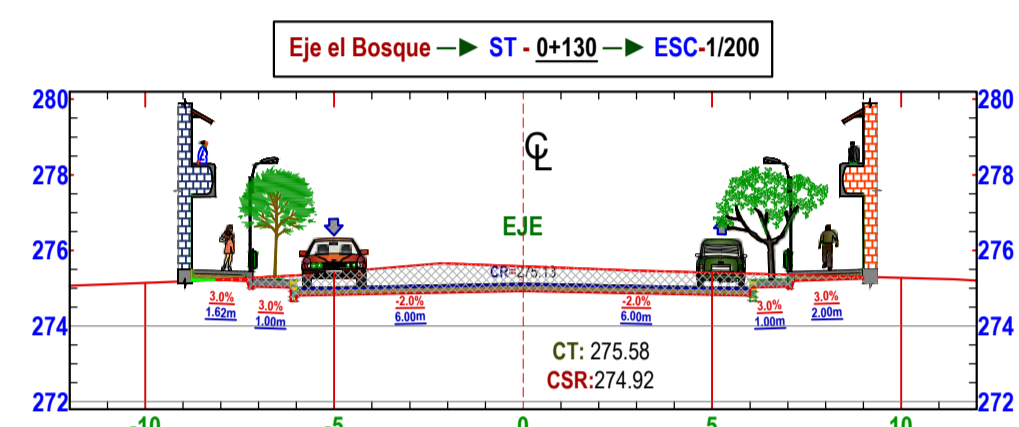 Eje el Bosque ST - 0+130 ESC-1/200
280 280
278 278
276 276
274 274
272 272
CL
EJE
CR=275.13
3.0% 3.0% -2.0% -2.0% 3.0% 3.0%
1.62m 1.00m 6.00m 6.00m 1.00m 2.00m
CT: 275.58
CSR:274.92
-10 -5 0 5 10